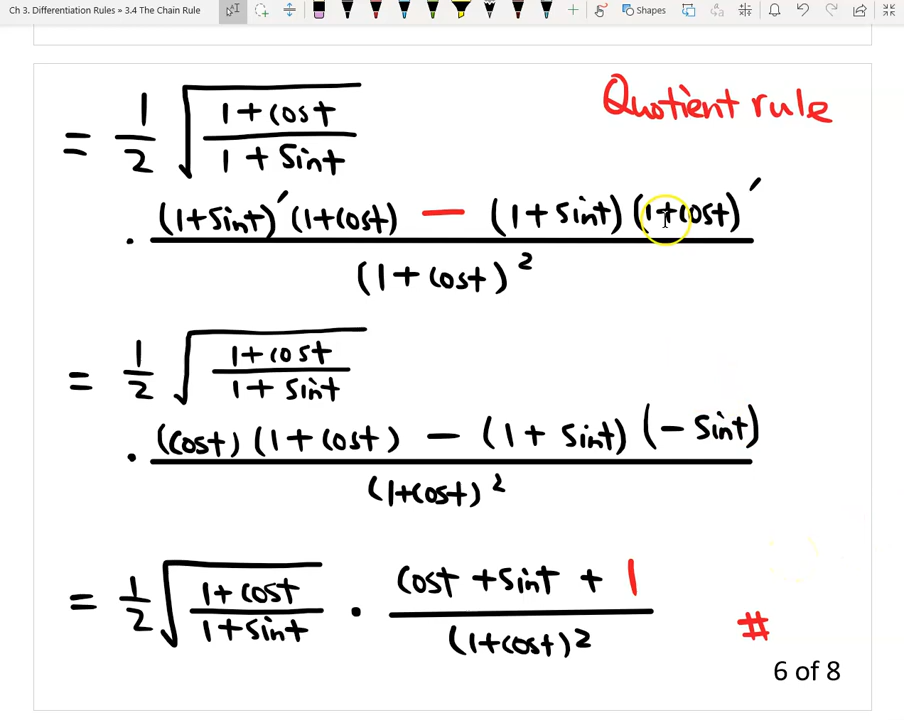 Ch 3. Differentiation Rules » 3.4 The Chain Rule
Shapes
Quotient rule
= 1/2 √((1+cost)/(1+sint))
· ((1+sint)′(1+cost) − (1+sint)(1+cost)′)/(1+cost)²
= 1/2 √((1+cost)/(1+sint))
· ((cost)(1+cost) − (1+sint)(−sint))/(1+cost)²
= 1/2 √((1+cost)/(1+sint)) · (cost+sint+1)/(1+cost)² #
6 of 8